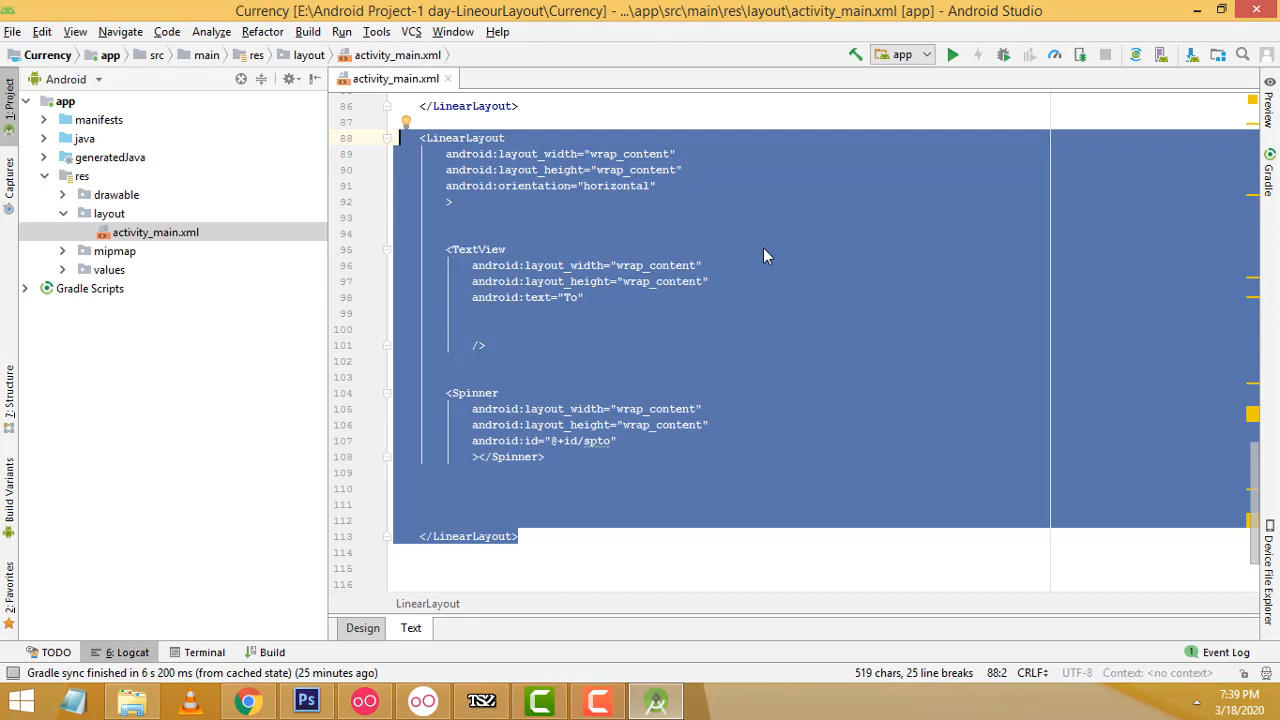 Currency [E:\Android Project-1 day-LineourLayout\Currency] - ...\app\src\main\res\layout\activity_main.xml [app] - Android Studio
File Edit View Navigate Code Analyze Refactor Build Run Tools VCS Window Help
Currency app src main res layout activity_main.xml app
Android activity_main.xml
1: Project
Captures
7: Structure
Build Variants
2: Favorites
app
manifests
java
generatedJava
res
drawable
layout
activity_main.xml
mipmap
values
Gradle Scripts
86 </LinearLayout>
87
88 <LinearLayout
89 android:layout_width="wrap_content"
90 android:layout_height="wrap_content"
91 android:orientation="horizontal"
92 >
93
94
95 <TextView
96 android:layout_width="wrap_content"
97 android:layout_height="wrap_content"
98 android:text="To"
99
100
101 />
102
103
104 <Spinner
105 android:layout_width="wrap_content"
106 android:layout_height="wrap_content"
107 android:id="@+id/spto"
108 ></Spinner>
109
110
111
112
113 </LinearLayout>
114
115
116
LinearLayout
Design Text
Preview
Gradle
Device File Explorer
TODO 6: Logcat Terminal Build Event Log
Gradle sync finished in 6 s 200 ms (from cached state) (25 minutes ago) 519 chars, 25 line breaks 88:2 CRLF UTF-8 Context: <no context>
Ps TSZ
7:39 PM
3/18/2020